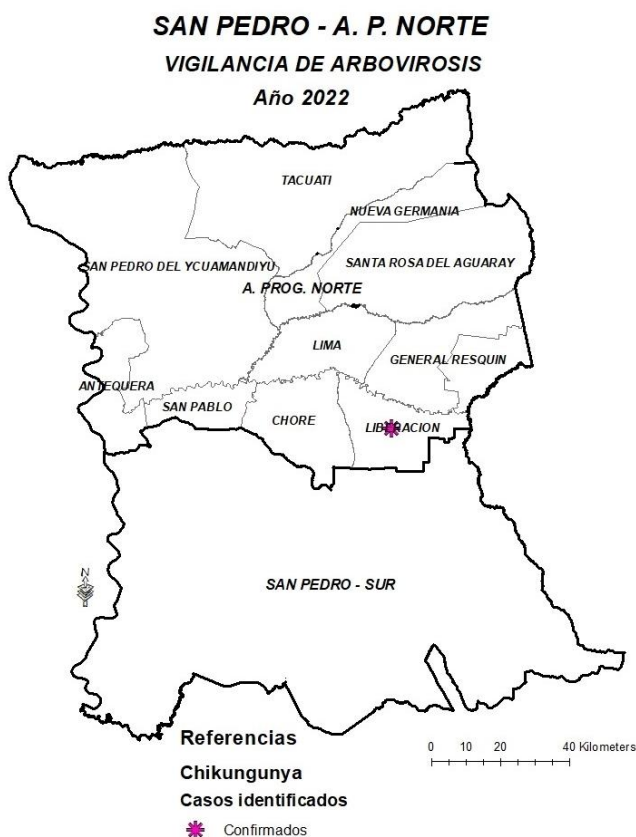 SAN PEDRO - A. P. NORTE
VIGILANCIA DE ARBOVIROSIS
Año 2022
TACUATI
NUEVA GERMANIA
SAN PEDRO DEL YCUAMANDIYU
SANTA ROSA DEL AGUARAY
A. PROG. NORTE
LIMA
GENERAL RESQUIN
ANTEQUERA
SAN PABLO
CHORE
LIBERACION
SAN PEDRO - SUR
N
Referencias
0 10 20 40 Kilometers
Chikungunya
Casos identificados
Confirmados